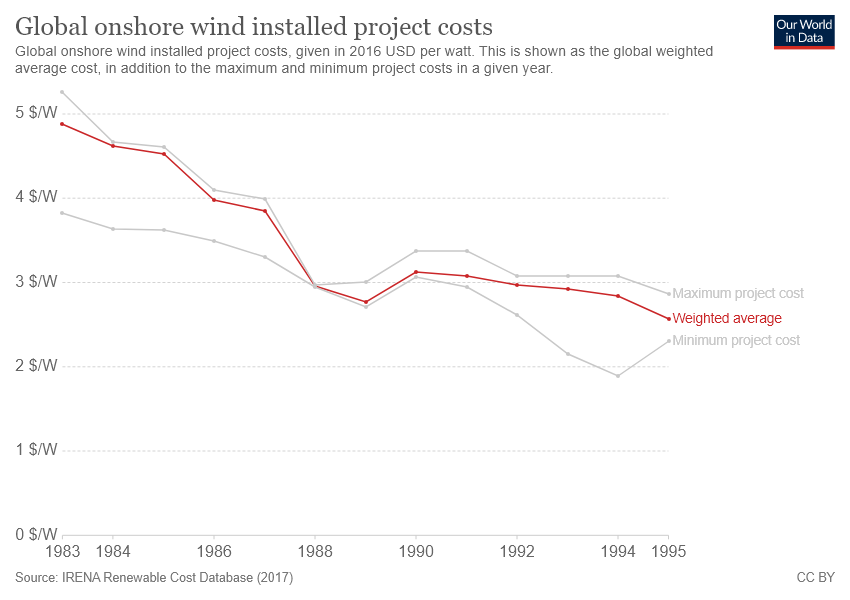 Global onshore wind installed project costs
Our World
in Data
Global onshore wind installed project costs, given in 2016 USD per watt. This is shown as the global weighted
average cost, in addition to the maximum and minimum project costs in a given year.
5 $/W
4 $/W
3 $/W
Maximum project cost
Weighted average
Minimum project cost
2 $/W
1 $/W
0 $/W
1983 1984 1986 1988 1990 1992 1994 1995
Source: IRENA Renewable Cost Database (2017)
CC BY